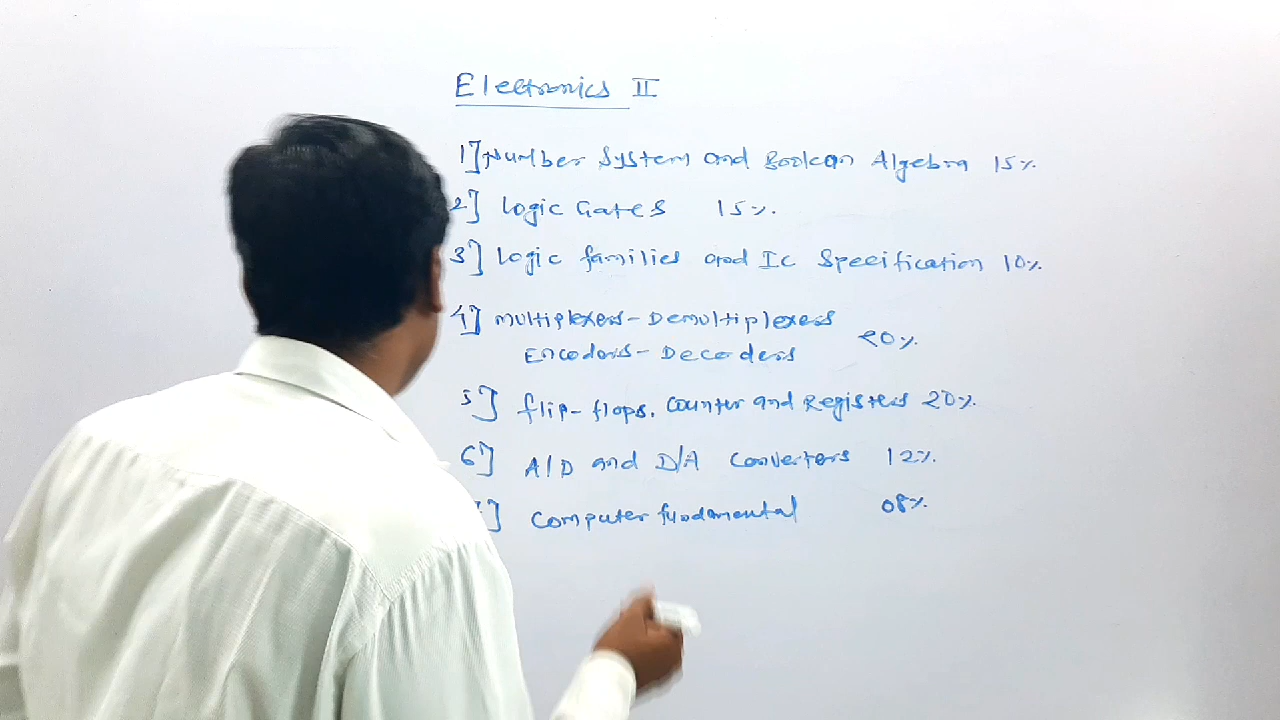 Electronics II
1] Number System and Boolean Algebra 15%
2] Logic Gates 15%.
3] Logic families and Ic Specification 10%
4] Multiplexers - Demultiplexers
Encoders - Decoders 20%.
5] flip-flops, Counter and Registers 20%
6] A/D and D/A Converters 12%.
] Computer fudmental 08%.